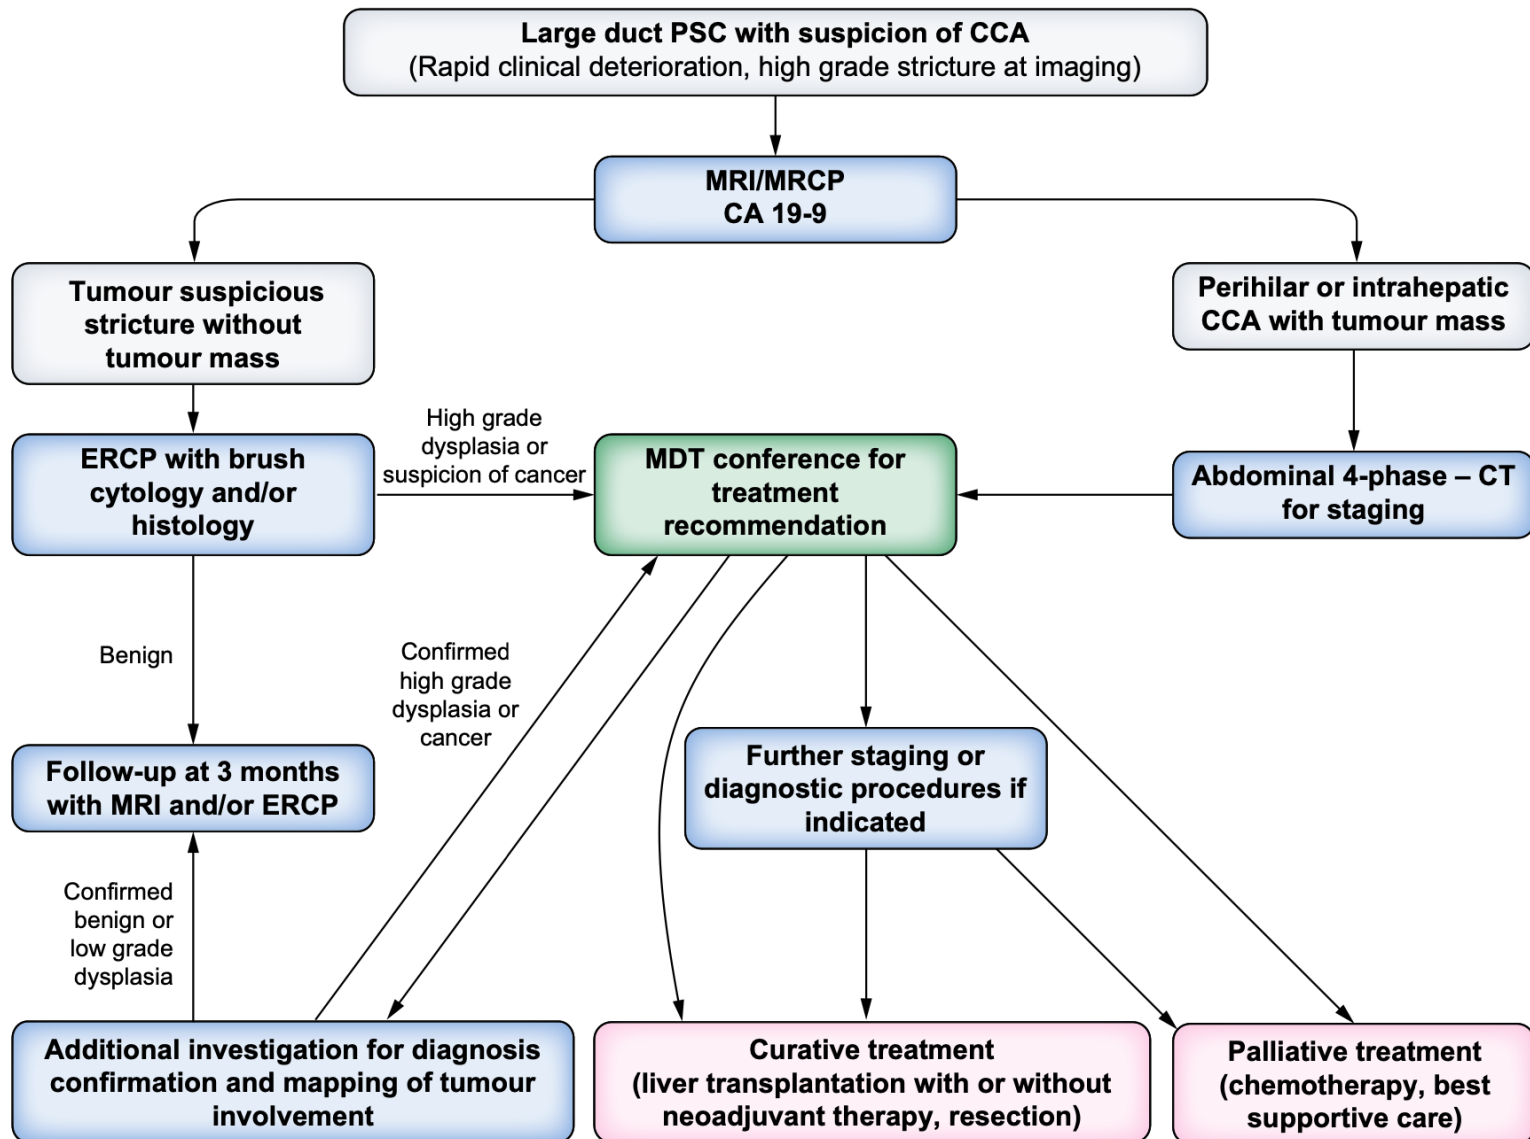 Large duct PSC with suspicion of CCA
(Rapid clinical deterioration, high grade stricture at imaging)
MRI/MRCP
CA 19-9
Tumour suspicious
stricture without
tumour mass
Perihilar or intrahepatic
CCA with tumour mass
ERCP with brush
cytology and/or
histology
High grade
dysplasia or
suspicion of cancer
MDT conference for
treatment
recommendation
Abdominal 4-phase – CT
for staging
Benign
Confirmed
high grade
dysplasia or
cancer
Follow-up at 3 months
with MRI and/or ERCP
Further staging or
diagnostic procedures if
indicated
Confirmed
benign or
low grade
dysplasia
Additional investigation for diagnosis
confirmation and mapping of tumour
involvement
Curative treatment
(liver transplantation with or without
neoadjuvant therapy, resection)
Palliative treatment
(chemotherapy, best
supportive care)